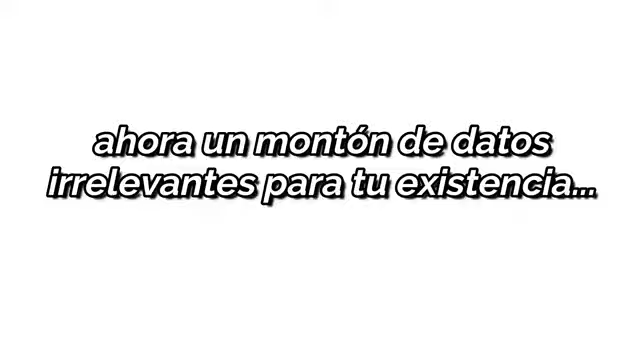 ahora un montón de datos
irrelevantes para tu existencia...